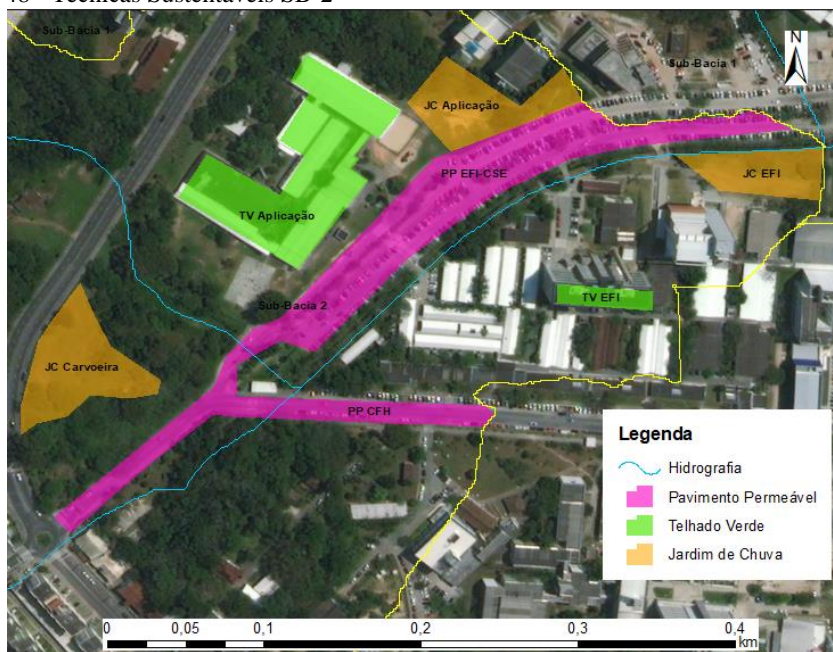 48 - Técnicas Sustentáveis SB-2
Sub-Bacia 1
N
Sub-Bacia 1
JC Aplicação
PP EFI-CSE
JC EFI
TV Aplicação
TV EFI
Sub-Bacia 2
JC Carvoeira
PP CFH
Legenda
Hidrografia
Pavimento Permeável
Telhado Verde
Jardim de Chuva
0 0,05 0,1 0,2 0,3 0,4
km